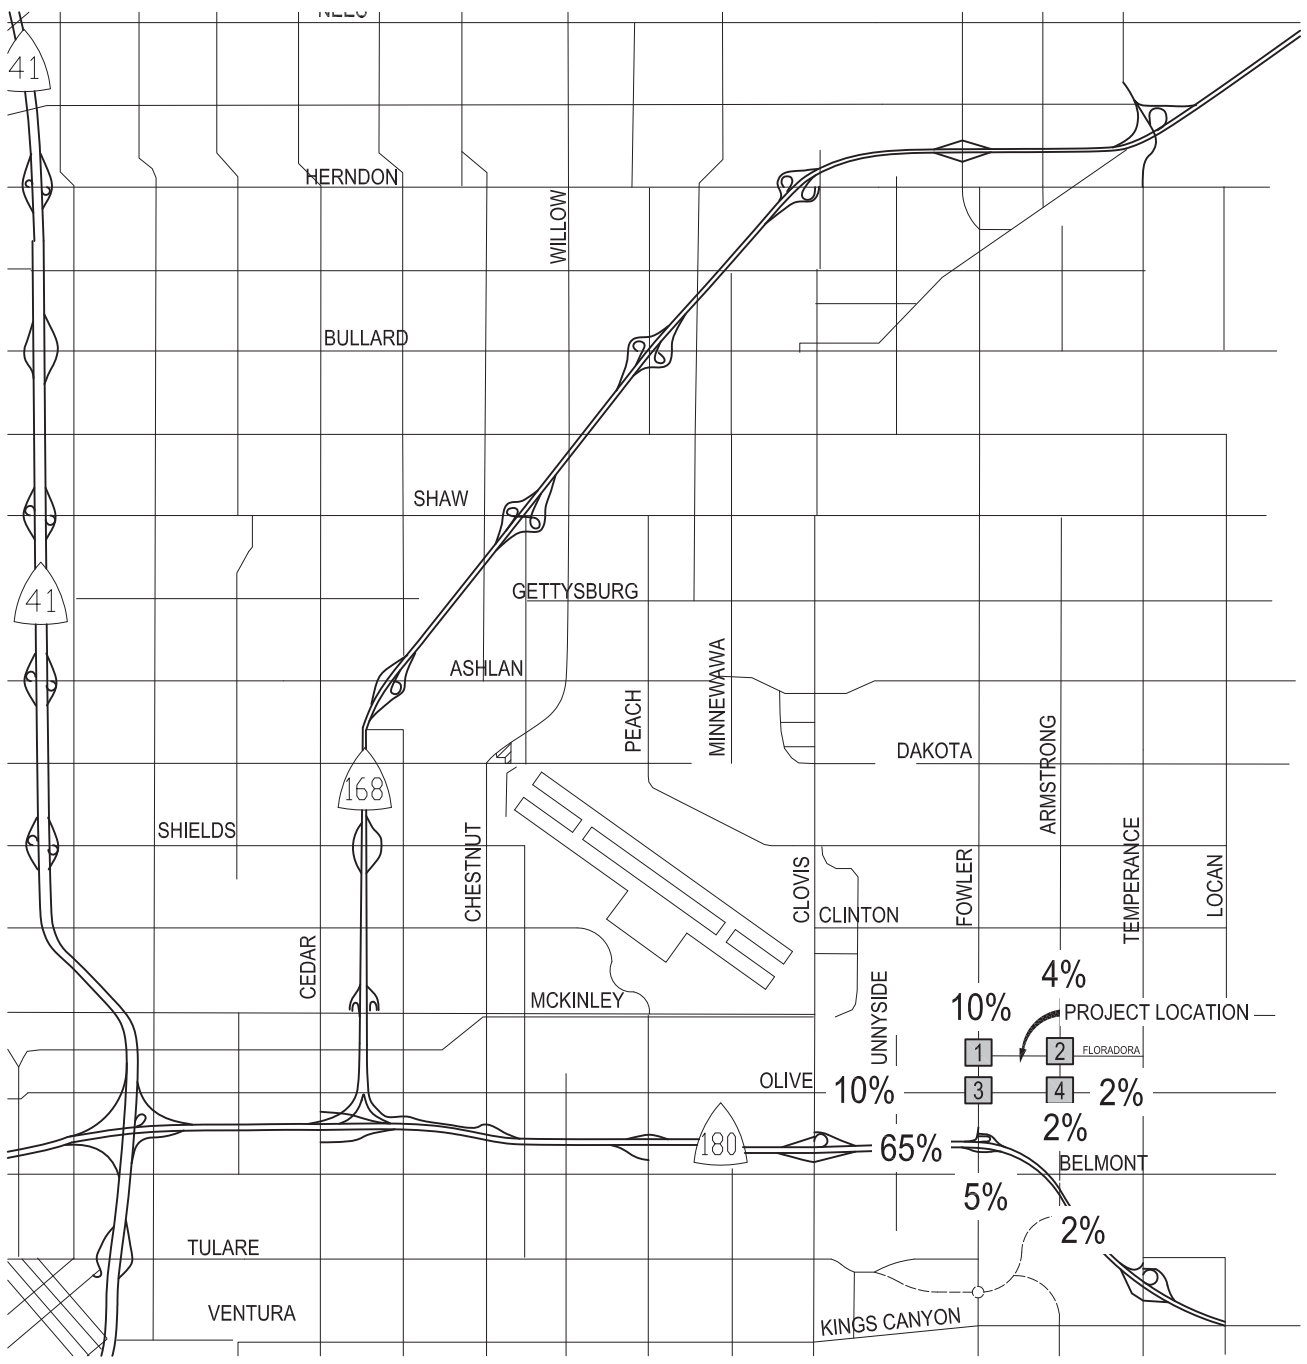 41
HERNDON
WILLOW
BULLARD
SHAW
41
GETTYSBURG
ASHLAN
PEACH
MINNEWAWA
DAKOTA
ARMSTRONG
168
SHIELDS
CHESTNUT
CLOVIS
CLINTON
FOWLER
TEMPERANCE
LOCAN
CEDAR
MCKINLEY
UNNYSIDE
4%
10%
PROJECT LOCATION
1
2
FLORADORA
OLIVE
10%
3
4
2%
2%
180
65%
BELMONT
5%
2%
TULARE
VENTURA
KINGS CANYON